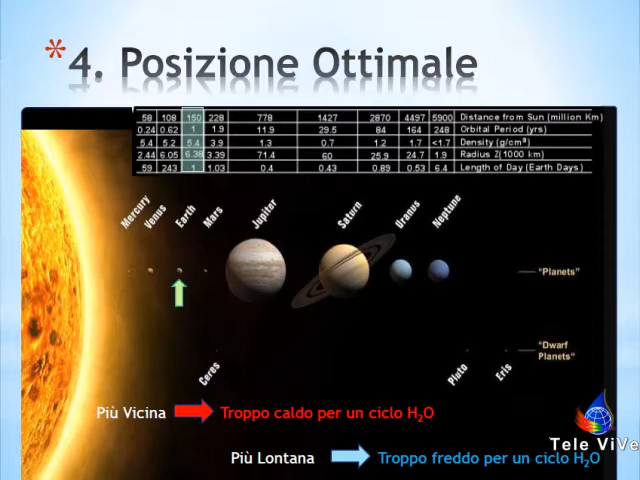 *4. Posizione Ottimale
58 108 150 228 778 1427 2870 4497 5900 Distance from Sun (million Km)
0.24 0.62 1 1.9 11.9 29.5 84 164 248 Orbital Period (yrs)
5.4 5.2 5.4 3.9 1.3 0.7 1.2 1.7 <1.7 Density (g/cm³)
2.44 6.05 6.38 3.39 71.4 60 25.9 24.7 1.9 Radius Z(1000 km)
59 243 1 1.03 0.4 0.43 0.89 0.53 6.4 Length of Day (Earth Days)
Mercury Venus Earth Mars Jupiter Saturn Uranus Neptune
"Planets"
Ceres Pluto Eris
"Dwarf
Planets"
Più Vicina Troppo caldo per un ciclo H₂O
Tele ViVe
Più Lontana Troppo freddo per un ciclo H₂O